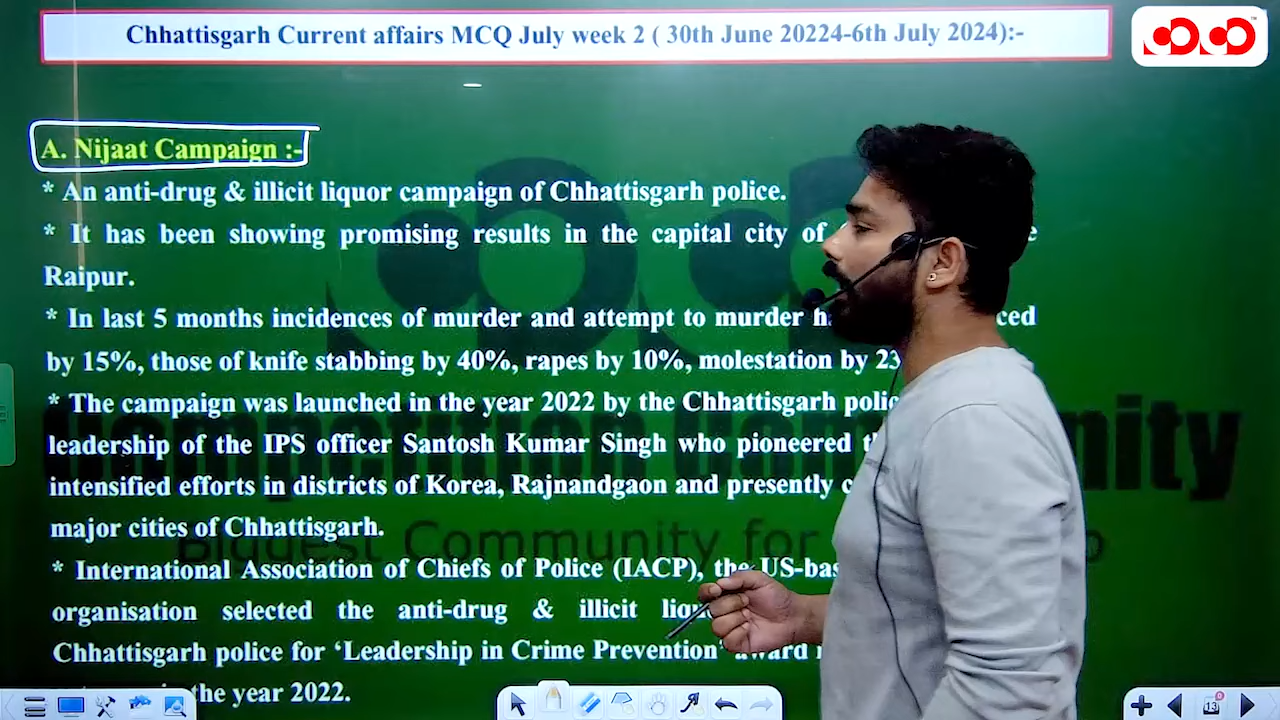 Chhattisgarh Current affairs MCQ July week 2 ( 30th June 20224-6th July 2024):-
A. Nijaat Campaign :-
* An anti-drug & illicit liquor campaign of Chhattisgarh police.
* It has been showing promising results in the capital city of
Raipur.
* In last 5 months incidences of murder and attempt to murder
by 15%, those of knife stabbing by 40%, rapes by 10%, molestation by
* The campaign was launched in the year 2022 by the Chhattisgarh
leadership of the IPS officer Santosh Kumar Singh who pioneered
intensified efforts in districts of Korea, Rajnandgaon and presently
major cities of Chhattisgarh.
* International Association of Chiefs of Police (IACP), the
organisation selected the anti-drug & illicit
Chhattisgarh police for ‘Leadership in Crime Prevention’ award
the year 2022.
Community for
13